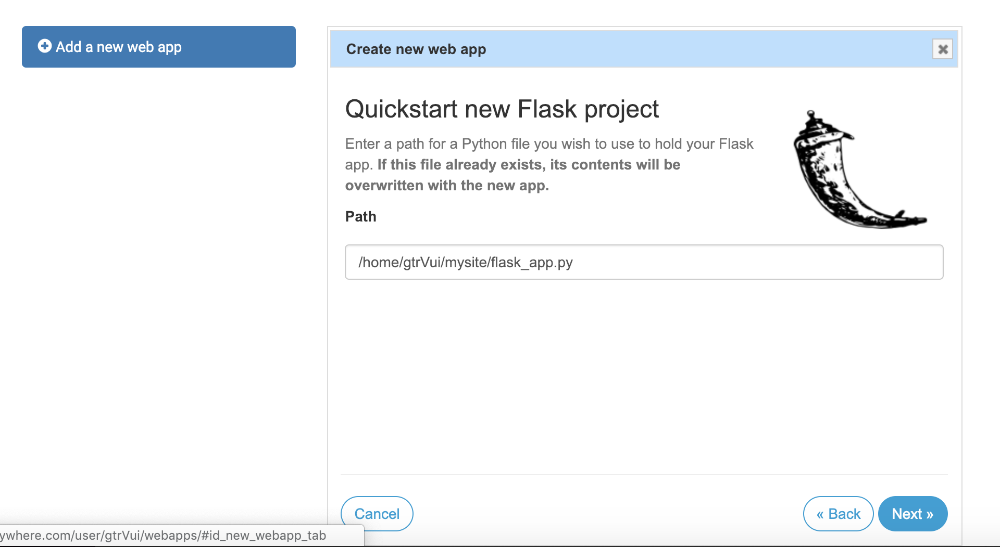 Add a new web app
Create new web app
Quickstart new Flask project
Enter a path for a Python file you wish to use to hold your Flask
app. If this file already exists, its contents will be
overwritten with the new app.
Path
/home/gtrVui/mysite/flask_app.py
Cancel
« Back
Next »
ywhere.com/user/gtrVui/webapps/#id_new_webapp_tab